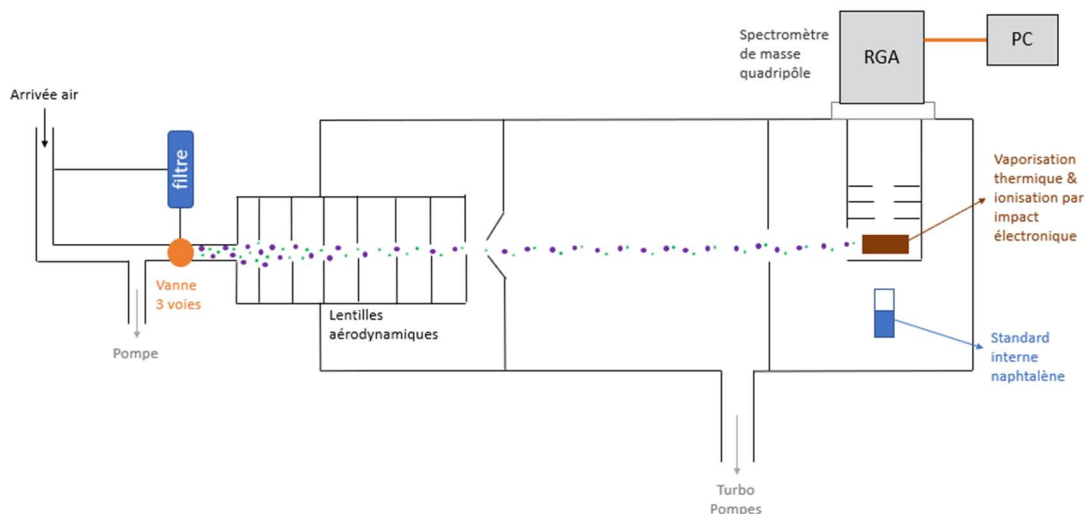 Spectromètre
de masse
quadripôle
RGA
PC
Arrivée air
filtre
Vaporisation
thermique &
ionisation par
impact
électronique
Vanne
3 voies
Lentilles
aérodynamiques
Pompe
Standard
interne
naphtalène
Turbo
Pompes